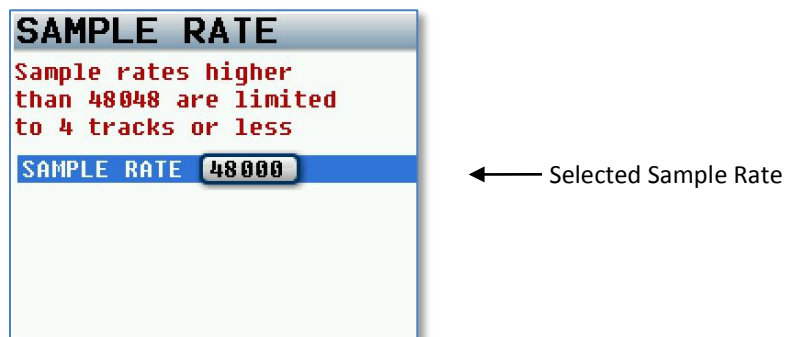 SAMPLE RATE
Sample rates higher
than 48048 are limited
to 4 tracks or less
SAMPLE RATE 48000
Selected Sample Rate